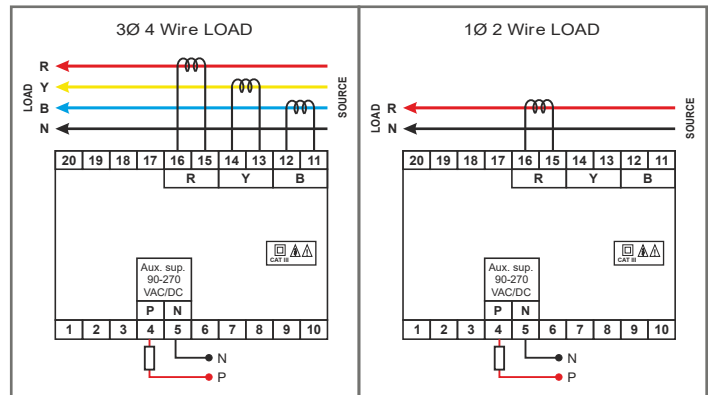 3Ø 4 Wire LOAD
R
Y
B
N
LOAD
SOURCE
20 19 18 17 16 15 14 13 12 11
R Y B
CAT III
Aux. sup.
90-270
VAC/DC
P N
1 2 3 4 5 6 7 8 9 10
N
P
1Ø 2 Wire LOAD
R
N
LOAD
SOURCE
20 19 18 17 16 15 14 13 12 11
R Y B
CAT III
Aux. sup.
90-270
VAC/DC
P N
1 2 3 4 5 6 7 8 9 10
N
P